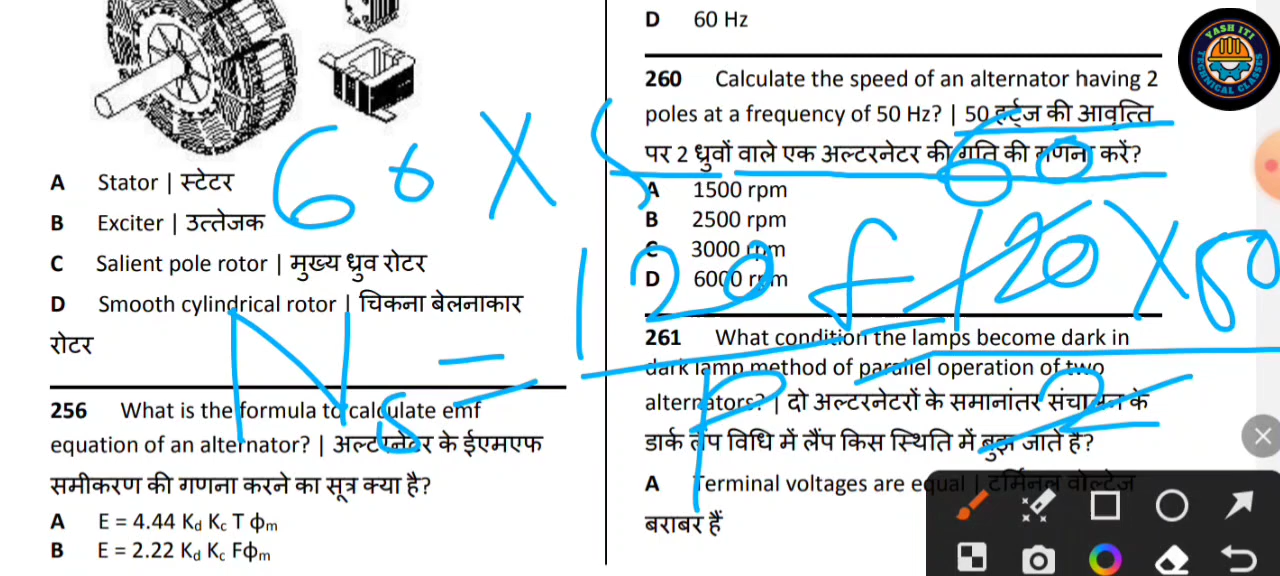 A Stator | स्टेटर
B Exciter | उत्तेजक
C Salient pole rotor | मुख्य ध्रुव रोटर
D Smooth cylindrical rotor | चिकना बेलनाकार
रोटर
256 What is the formula to calculate emf
equation of an alternator? | अल्टरनेटर के ईएमएफ
समीकरण की गणना करने का सूत्र क्या है?
A E = 4.44 Kd Kc T ϕm
B E = 2.22 Kd Kc Fϕm
D 60 Hz
260 Calculate the speed of an alternator having 2
poles at a frequency of 50 Hz? | 50 हर्ट्ज की आवृत्ति
पर 2 ध्रुवों वाले एक अल्टरनेटर की गति की गणना करें?
A 1500 rpm
B 2500 rpm
C 3000 rpm
D 6000 rpm
261 What condition the lamps become dark in
dark lamp method of parallel operation of two
alternators? | दो अल्टरनेटरों के समानांतर संचालन के
डार्क लैंप विधि में लैंप किस स्थिति में बुझ जाते हैं?
A Terminal voltages are equal | टर्मिनल वोल्टेज
बराबर हैं
YASH ITI
TECHNICAL CLASSES
60 X 5
60
Ns = 120 f = 120 X 50
P 2